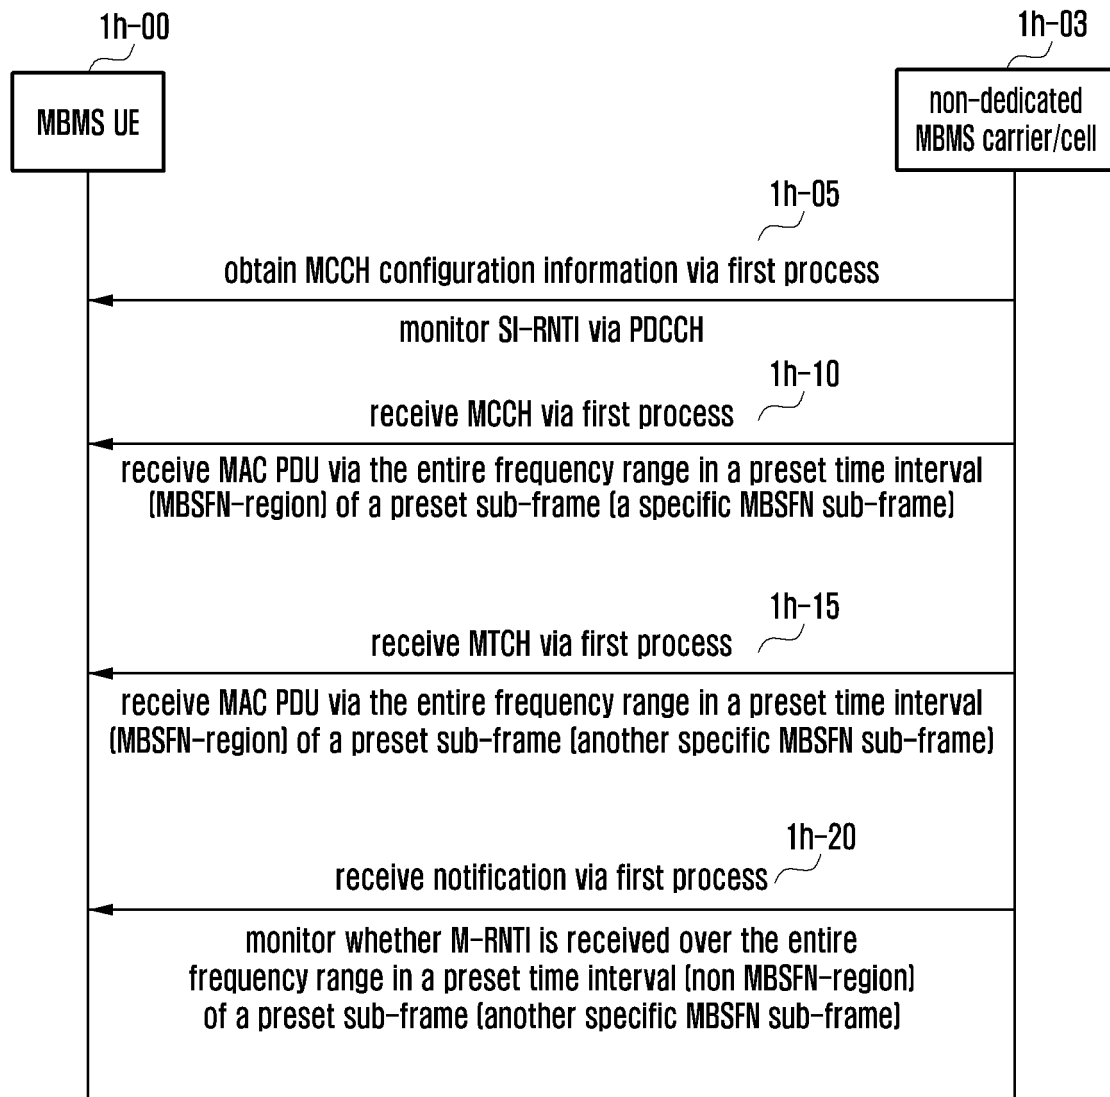 1h-00
1h-03
MBMS UE
non-dedicated
MBMS carrier/cell
1h-05
obtain MCCH configuration information via first process
monitor SI-RNTI via PDCCH
1h-10
receive MCCH via first process
receive MAC PDU via the entire frequency range in a preset time interval
(MBSFN-region) of a preset sub-frame (a specific MBSFN sub-frame)
1h-15
receive MTCH via first process
receive MAC PDU via the entire frequency range in a preset time interval
(MBSFN-region) of a preset sub-frame (another specific MBSFN sub-frame)
1h-20
receive notification via first process
monitor whether M-RNTI is received over the entire
frequency range in a preset time interval (non MBSFN-region)
of a preset sub-frame (another specific MBSFN sub-frame)